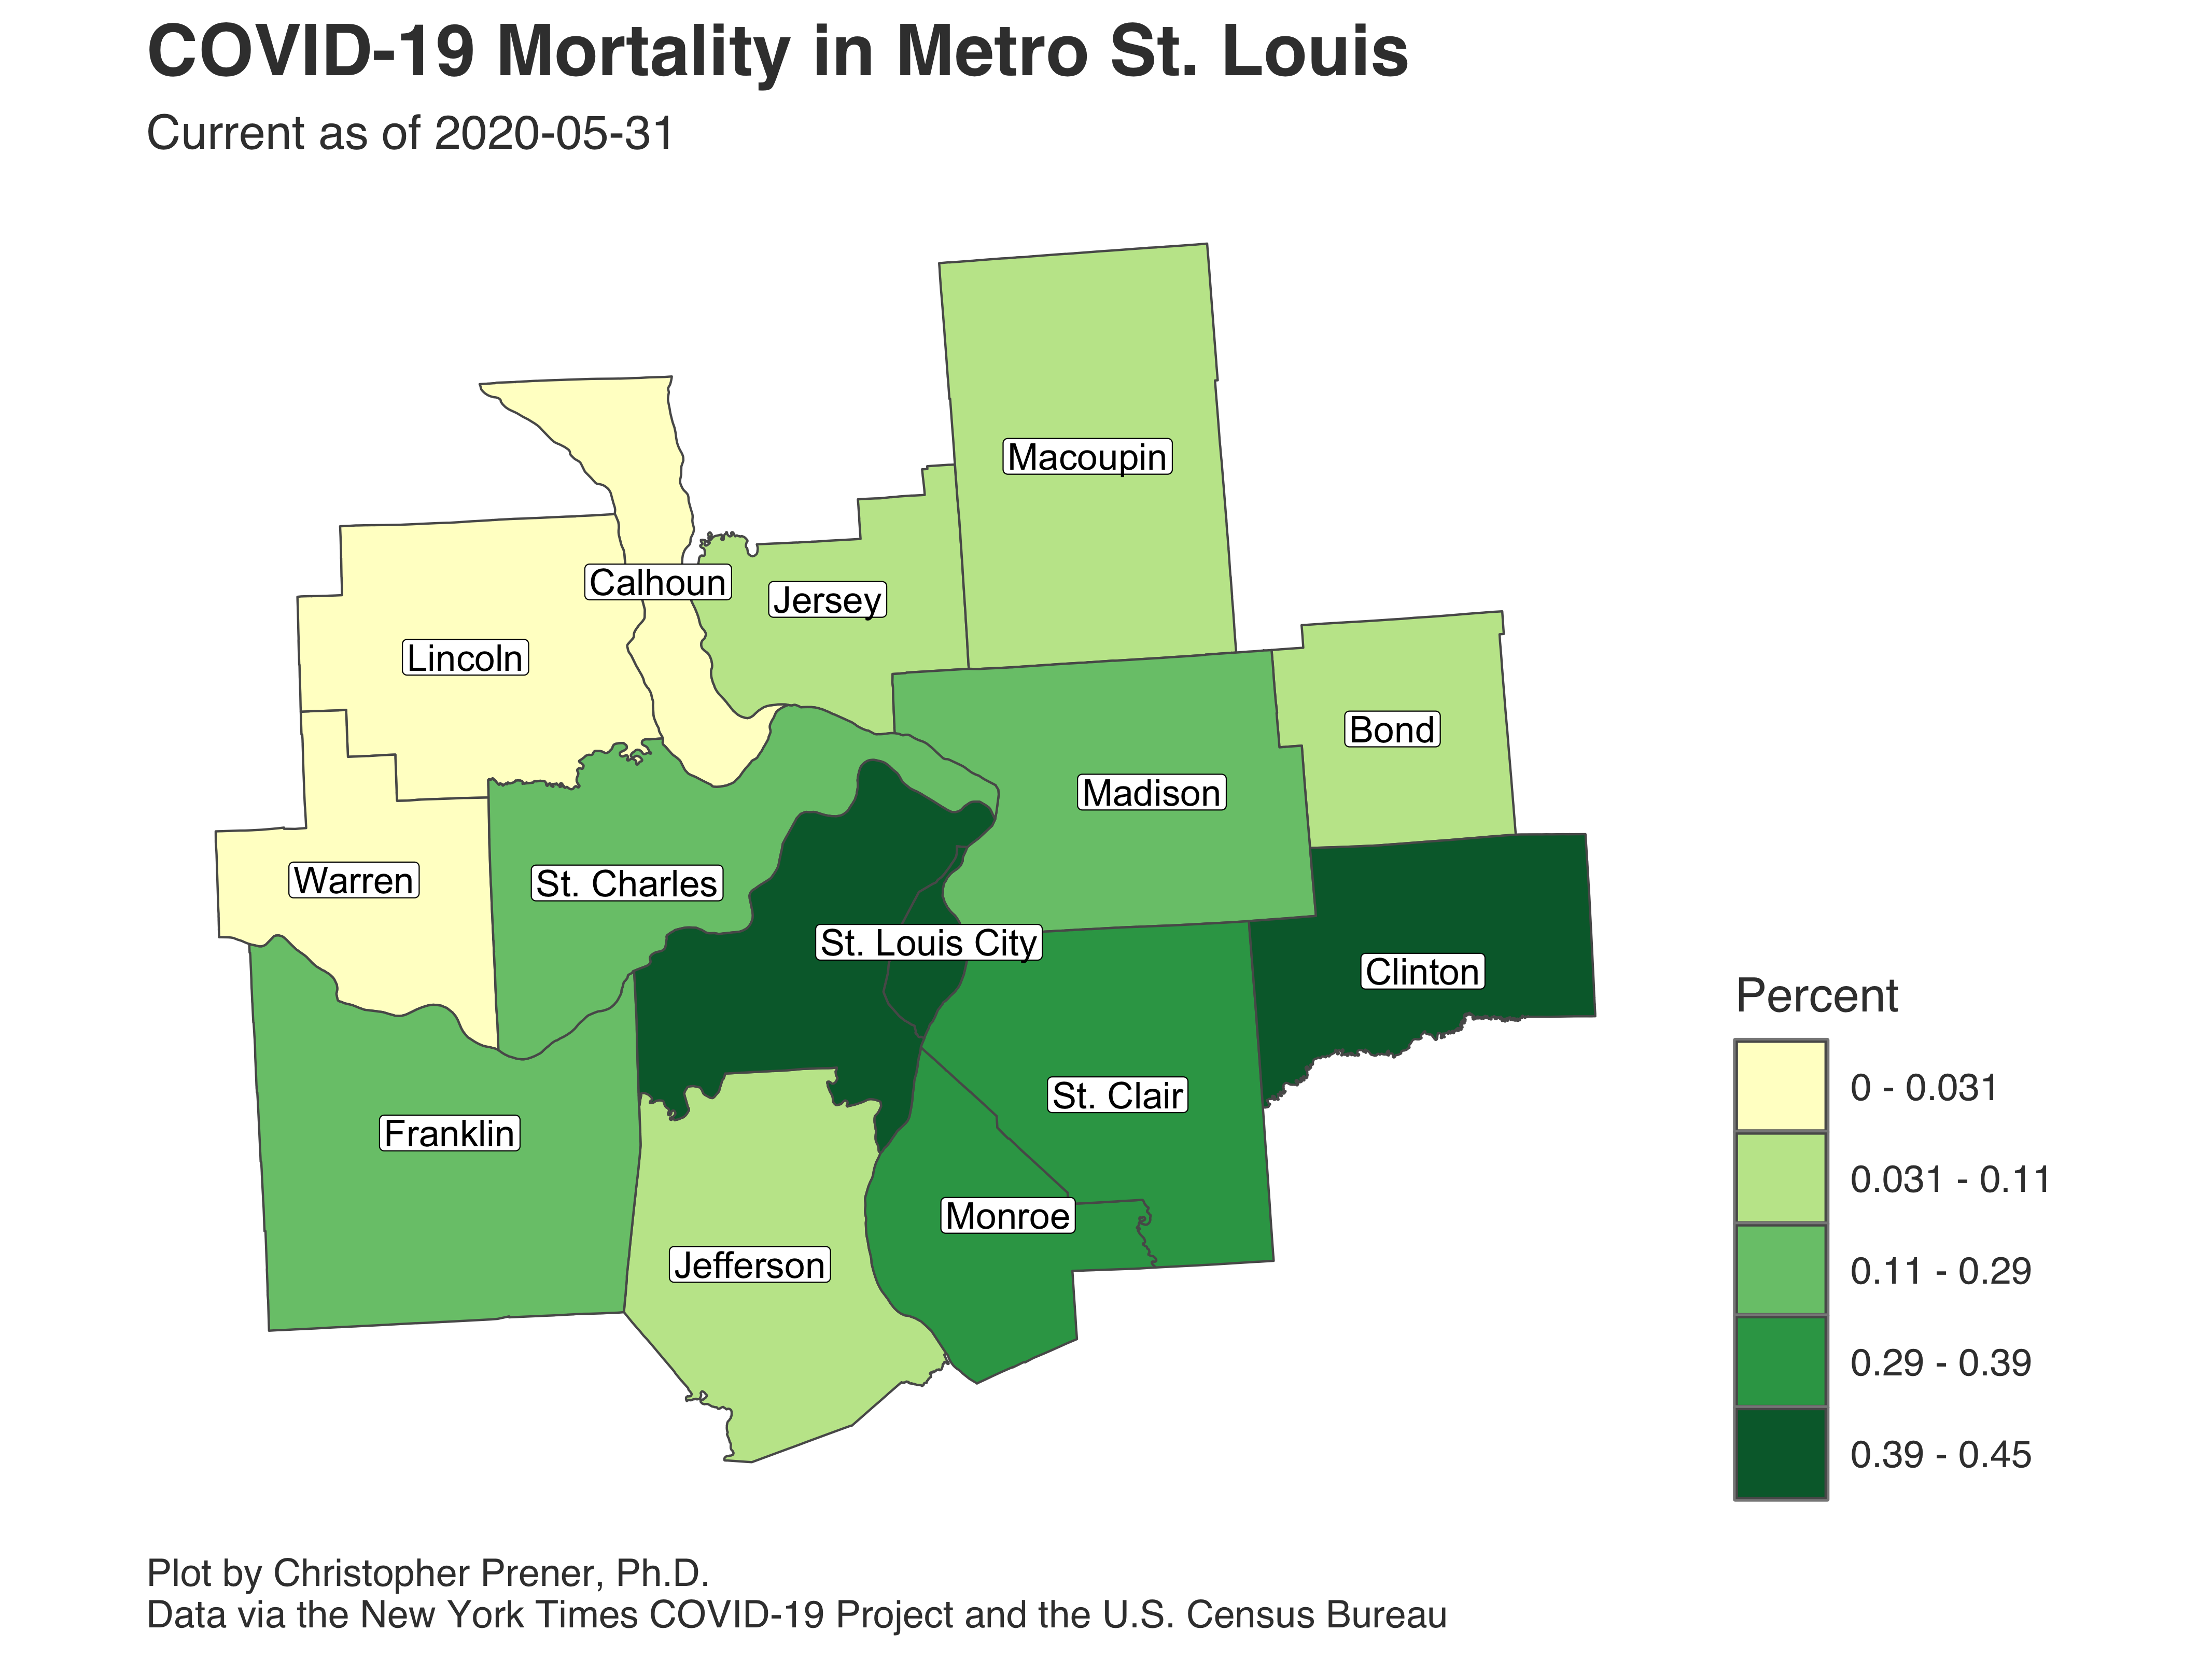 COVID-19 Mortality in Metro St. Louis
Current as of 2020-05-31
Macoupin
Calhoun
Jersey
Lincoln
Bond
Madison
Warren
St. Charles
St. Louis City
Clinton
St. Clair
Franklin
Monroe
Jefferson
Percent
0 - 0.031
0.031 - 0.11
0.11 - 0.29
0.29 - 0.39
0.39 - 0.45
Plot by Christopher Prener, Ph.D.
Data via the New York Times COVID-19 Project and the U.S. Census Bureau